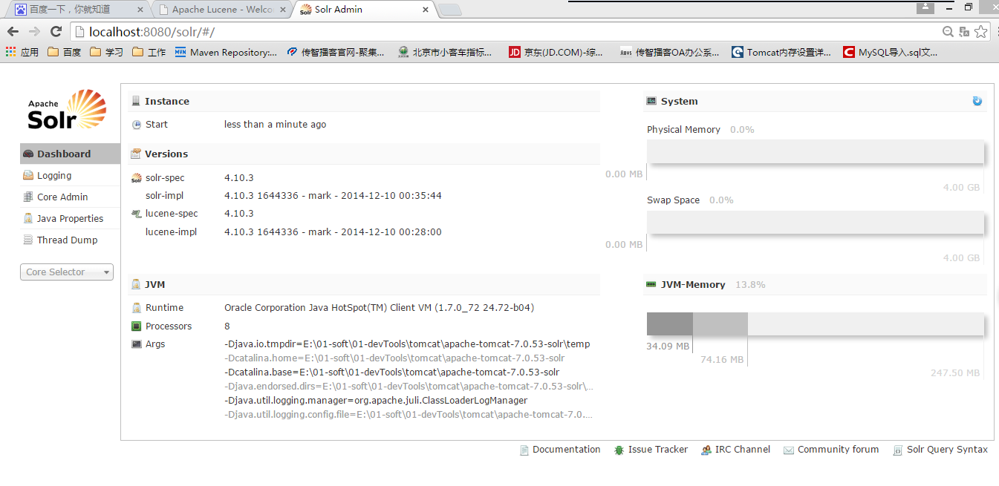 百度一下，你就知道 Apache Lucene - Welco Solr Admin
localhost:8080/solr/#/
应用 百度 学习 工作 Maven Repository:... 传智播客官网-聚集... 北京市小客车指标... 京东(JD.COM)-综... 传智播客OA办公系... Tomcat内存设置详... MySQL导入.sql文...
Apache
Solr
Dashboard
Logging
Core Admin
Java Properties
Thread Dump
Core Selector
Instance
Start less than a minute ago
Versions
solr-spec 4.10.3
solr-impl 4.10.3 1644336 - mark - 2014-12-10 00:35:44
lucene-spec 4.10.3
lucene-impl 4.10.3 1644336 - mark - 2014-12-10 00:28:00
JVM
Runtime Oracle Corporation Java HotSpot(TM) Client VM (1.7.0_72 24.72-b04)
Processors 8
Args -Djava.io.tmpdir=E:\01-soft\01-devTools\tomcat\apache-tomcat-7.0.53-solr\temp
-Dcatalina.home=E:\01-soft\01-devTools\tomcat\apache-tomcat-7.0.53-solr
-Dcatalina.base=E:\01-soft\01-devTools\tomcat\apache-tomcat-7.0.53-solr
-Djava.endorsed.dirs=E:\01-soft\01-devTools\tomcat\apache-tomcat-7.0.53-solr\...
-Djava.util.logging.manager=org.apache.juli.ClassLoaderLogManager
-Djava.util.logging.config.file=E:\01-soft\01-devTools\tomcat\apache-tomcat-7.0....
System
Physical Memory 0.0%
0.00 MB
4.00 GB
Swap Space 0.0%
0.00 MB
4.00 GB
JVM-Memory 13.8%
34.09 MB
74.16 MB
247.50 MB
Documentation Issue Tracker IRC Channel Community forum Solr Query Syntax